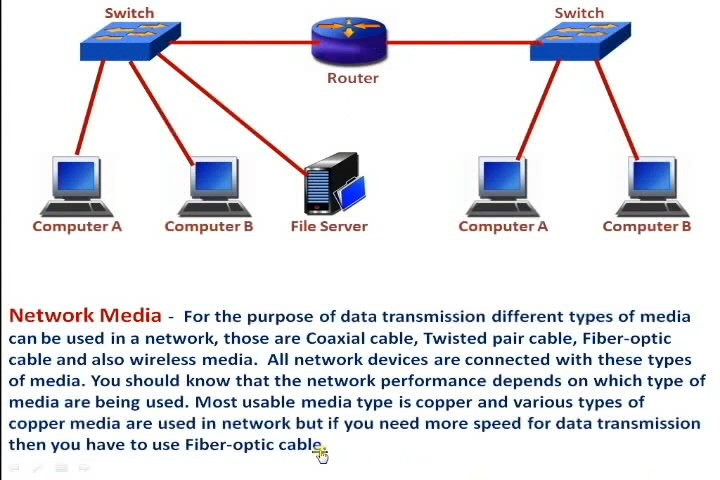 Switch
Switch
Router
Computer A
Computer B
File Server
Computer A
Computer B
Network Media - For the purpose of data transmission different types of media
can be used in a network, those are Coaxial cable, Twisted pair cable, Fiber-optic
cable and also wireless media. All network devices are connected with these types
of media. You should know that the network performance depends on which type of
media are being used. Most usable media type is copper and various types of
copper media are used in network but if you need more speed for data transmission
then you have to use Fiber-optic cable.